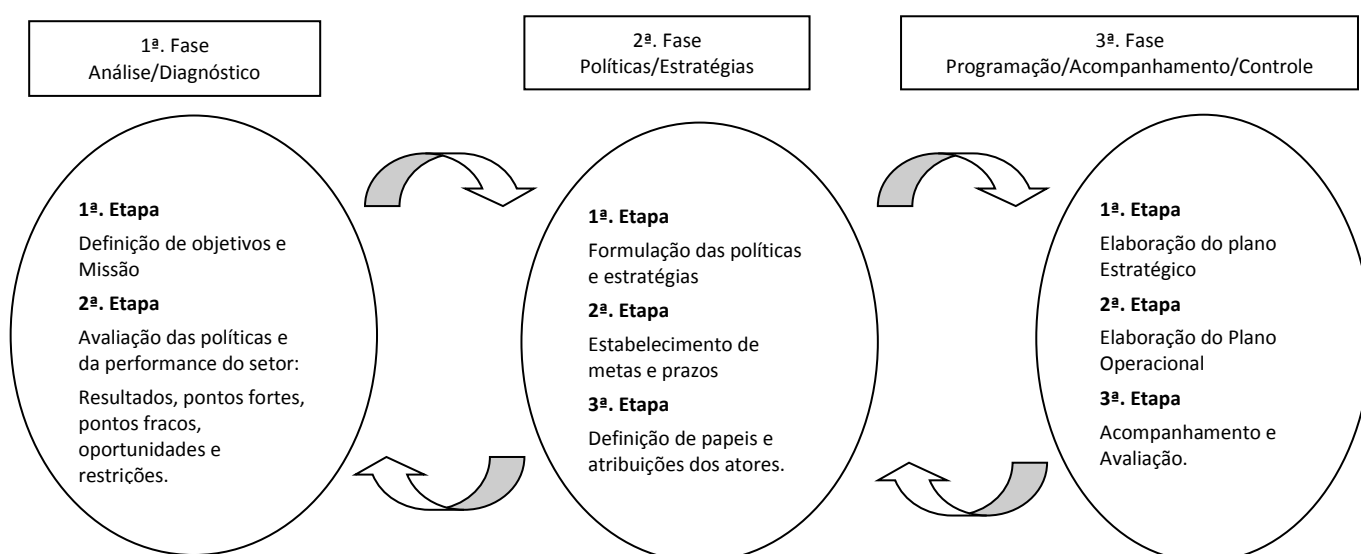 1ª. Fase
Análise/Diagnóstico
2ª. Fase
Políticas/Estratégias
3ª. Fase
Programação/Acompanhamento/Controle
1ª. Etapa
Definição de objetivos e
Missão
2ª. Etapa
Avaliação das políticas e
da performance do setor:
Resultados, pontos fortes,
pontos fracos,
oportunidades e
restrições.
1ª. Etapa
Formulação das políticas
e estratégias
2ª. Etapa
Estabelecimento de
metas e prazos
3ª. Etapa
Definição de papeis e
atribuições dos atores.
1ª. Etapa
Elaboração do plano
Estratégico
2ª. Etapa
Elaboração do Plano
Operacional
3ª. Etapa
Acompanhamento e
Avaliação.